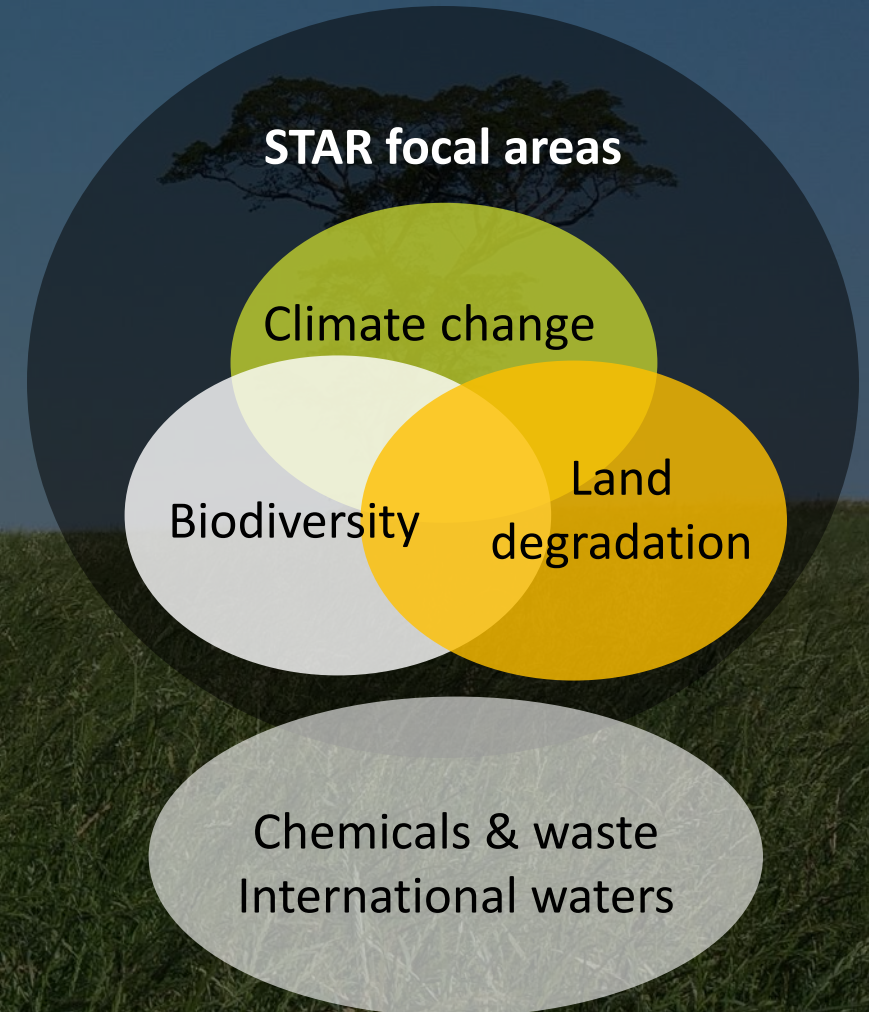 STAR focal areas
Climate change
Biodiversity
Land
degradation
Chemicals & waste
International waters